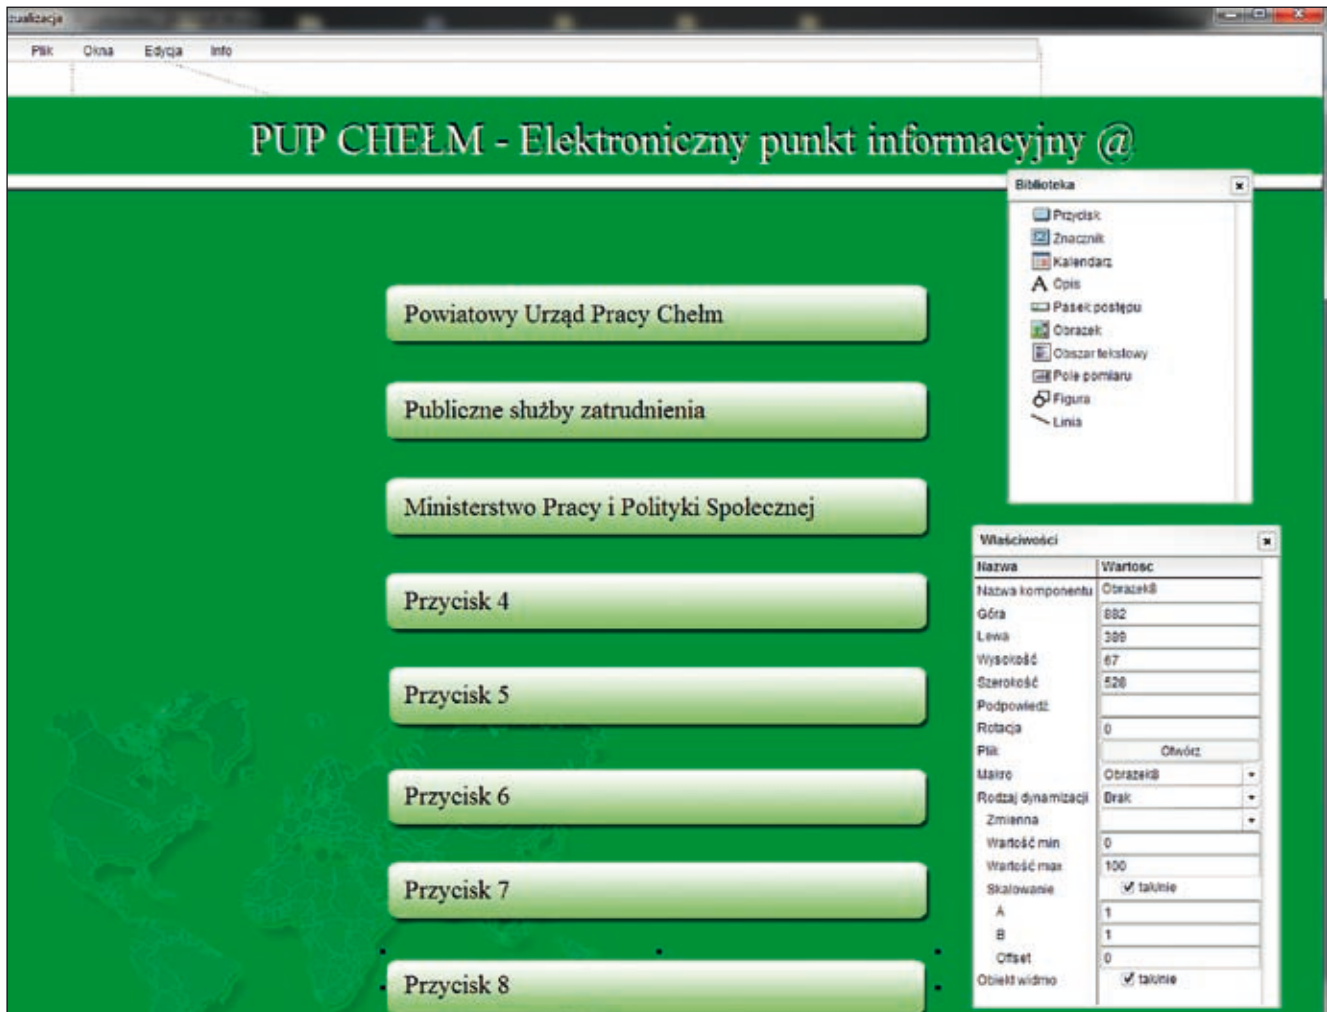 zualizacja
Plik Okna Edycja Info
PUP CHEŁM - Elektroniczny punkt informacyjny @
Biblioteka
Przycisk
Znacznik
Kalendarz
Opis
Pasek postępu
Obrazek
Obszar tekstowy
Pole pomiaru
Figura
Linia
Powiatowy Urząd Pracy Chełm
Publiczne służby zatrudnienia
Ministerstwo Pracy i Polityki Społecznej
Przycisk 4
Przycisk 5
Przycisk 6
Przycisk 7
Przycisk 8
Właściwości
Nazwa Wartosc
Nazwa komponentu Obrazek8
Góra 882
Lewa 389
Wysokość 67
Szerokość 528
Podpowiedź
Rotacja 0
Plik Otwórz
Makro Obrazek8
Rodzaj dynamizacji Brak
Zmienna
Wartość min 0
Wartość max 100
Skalowanie tak/nie
A 1
B 1
Offset 0
Obiekt widmo tak/nie